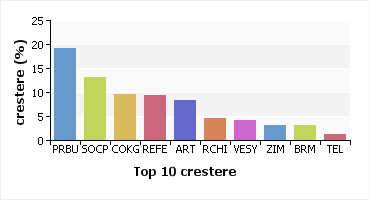 25
20
15
10
5
0
crestere (%)
PRBU SOCP COKG REFE ART RCHI VESY ZIM BRM TEL
Top 10 crestere